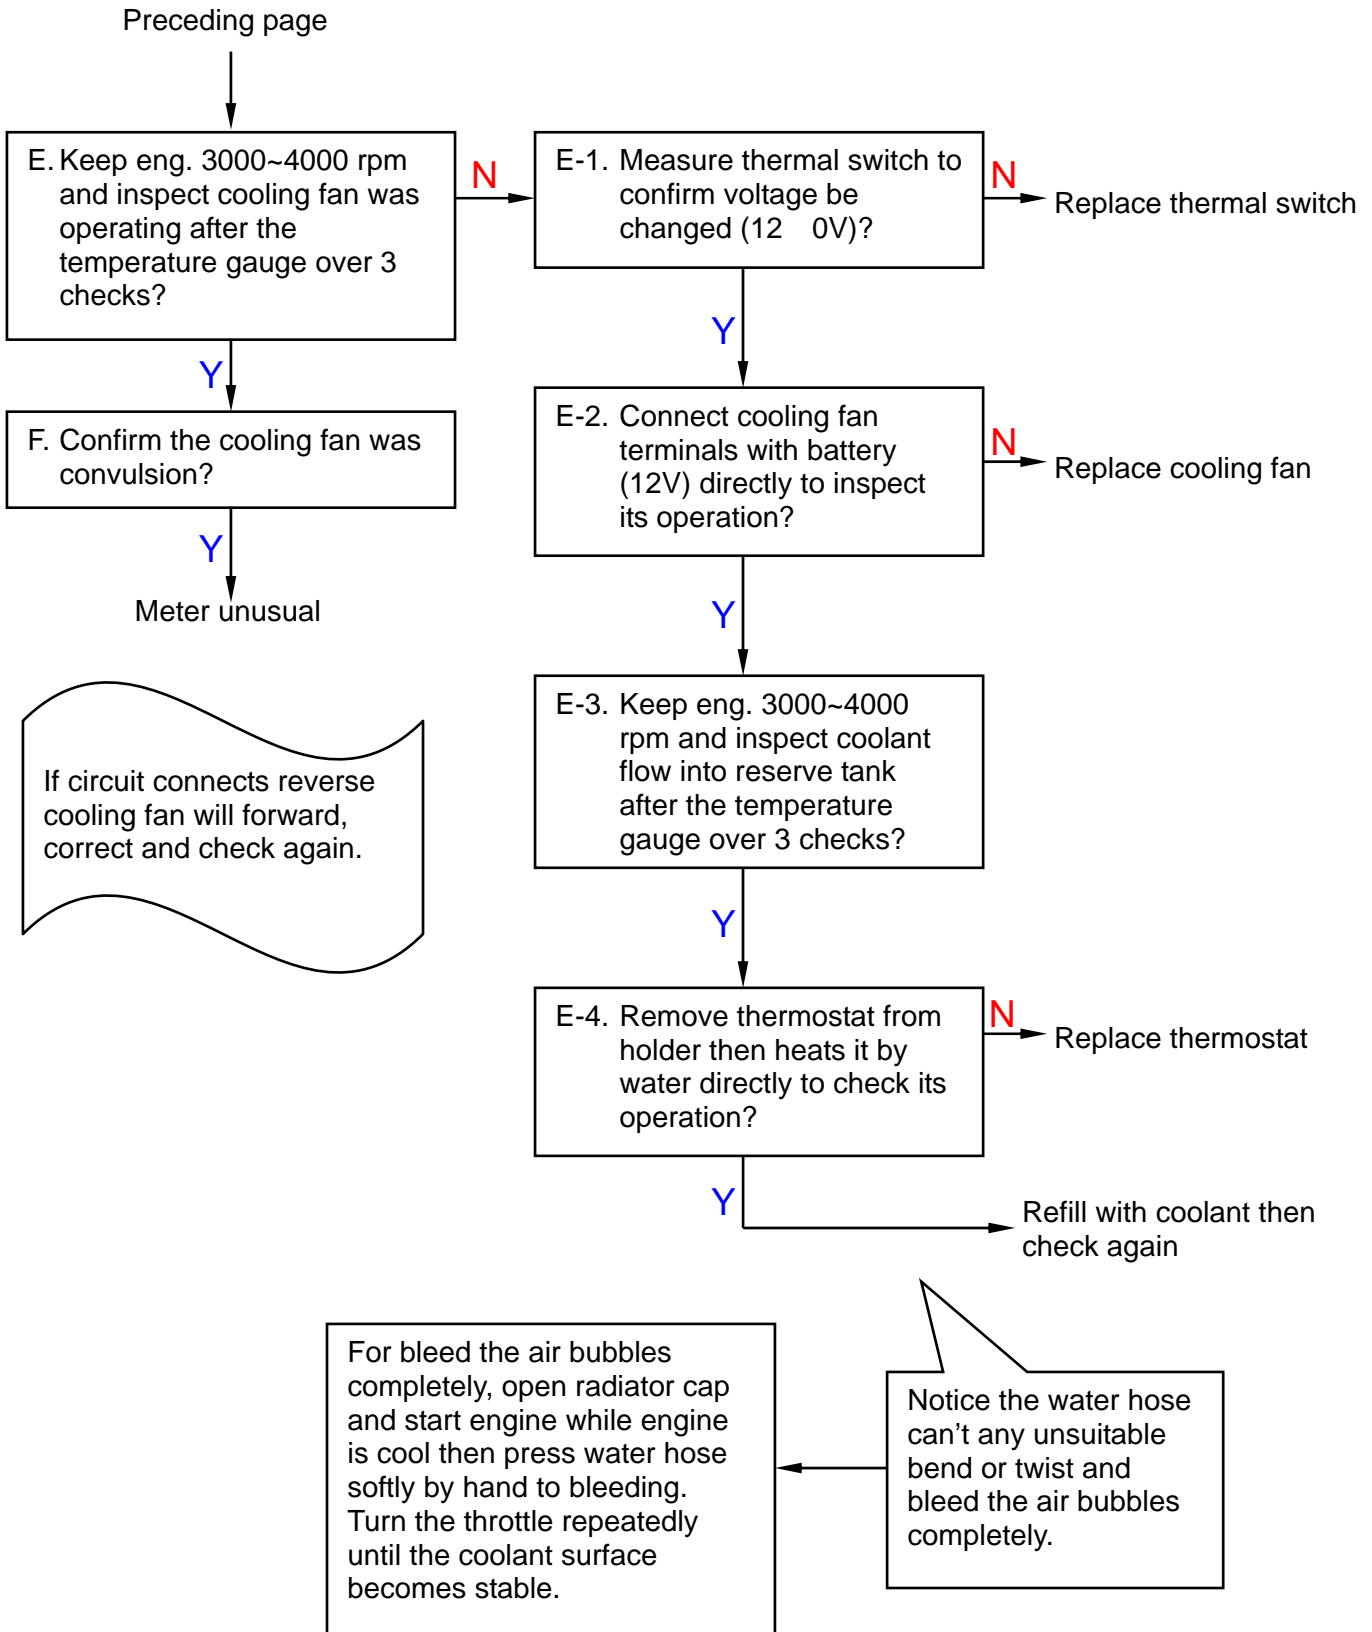 Preceding page
E. Keep eng. 3000~4000 rpm
and inspect cooling fan was
operating after the
temperature gauge over 3
checks?
N
E-1. Measure thermal switch to
confirm voltage be
changed (12 0V)?
N
Replace thermal switch
Y
Y
F. Confirm the cooling fan was
convulsion?
E-2. Connect cooling fan
terminals with battery
(12V) directly to inspect
its operation?
N
Replace cooling fan
Y
Meter unusual
Y
If circuit connects reverse
cooling fan will forward,
correct and check again.
E-3. Keep eng. 3000~4000
rpm and inspect coolant
flow into reserve tank
after the temperature
gauge over 3 checks?
Y
E-4. Remove thermostat from
holder then heats it by
water directly to check its
operation?
N
Replace thermostat
Y
Refill with coolant then
check again
For bleed the air bubbles
completely, open radiator cap
and start engine while engine
is cool then press water hose
softly by hand to bleeding.
Turn the throttle repeatedly
until the coolant surface
becomes stable.
Notice the water hose
can’t any unsuitable
bend or twist and
bleed the air bubbles
completely.